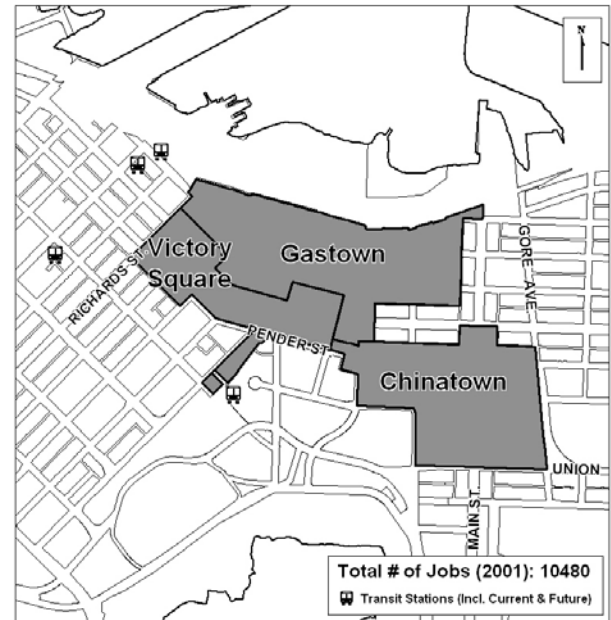 N
Victory
Square
Gastown
RICHARDS ST.
GORE AVE.
PENDER ST
Chinatown
UNION
MAIN ST.
Total # of Jobs (2001): 10480
Transit Stations (Incl. Current & Future)